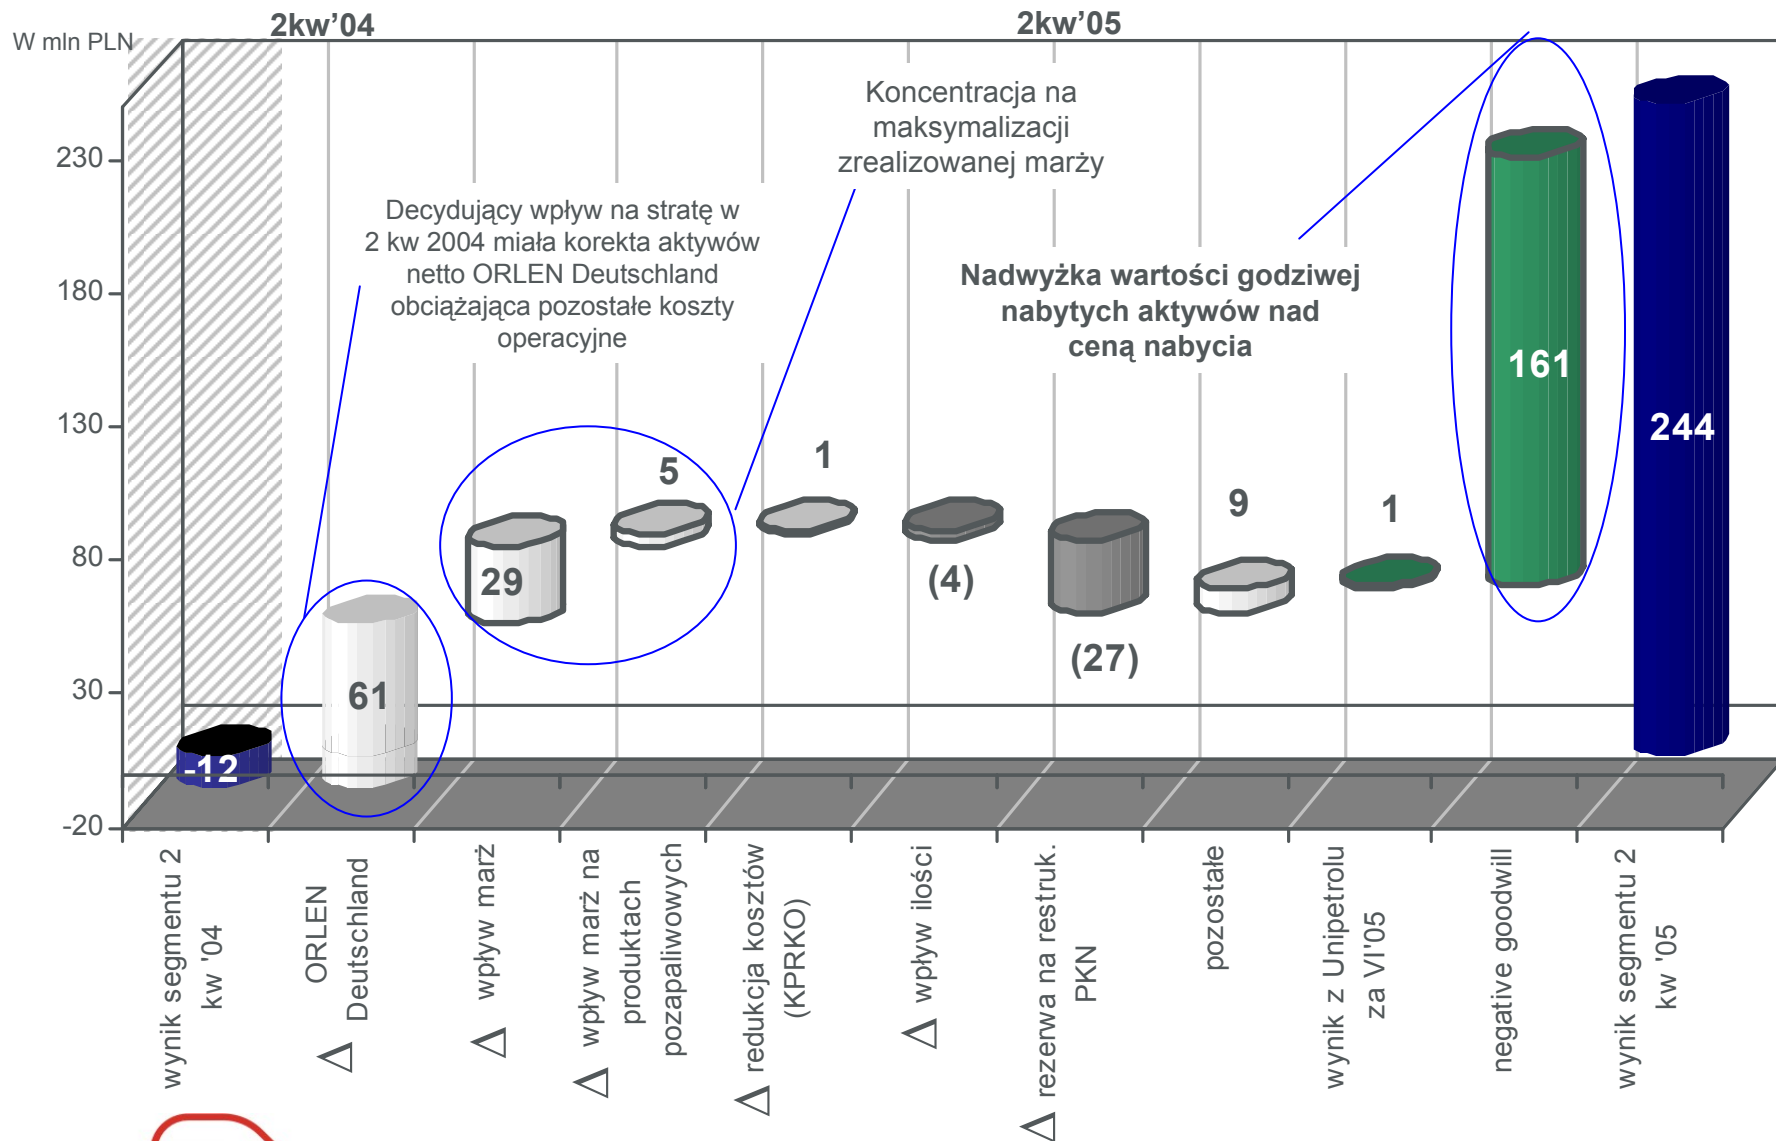 2kw’04
2kw’05
W mln PLN
Koncentracja na
maksymalizacji
zrealizowanej marży
Decydujący wpływ na stratę w
2 kw 2004 miała korekta aktywów
netto ORLEN Deutschland
obciążająca pozostałe koszty
operacyjne
Nadwyżka wartości godziwej
nabytych aktywów nad
ceną nabycia
230
180
130
80
30
-20
-12
61
29
5
1
(4)
(27)
9
1
161
244
wynik segmentu 2
kw '04
Δ ORLEN
Deutschland
Δ wpływ marż
Δ wpływ marż na
produktach
pozapaliwowych
Δ redukcja kosztów
(KPRKO)
Δ wpływ ilości
Δ rezerwa na restruk.
PKN
pozostałe
wynik z Unipetrolu
za VI'05
negative goodwill
wynik segmentu 2
kw '05